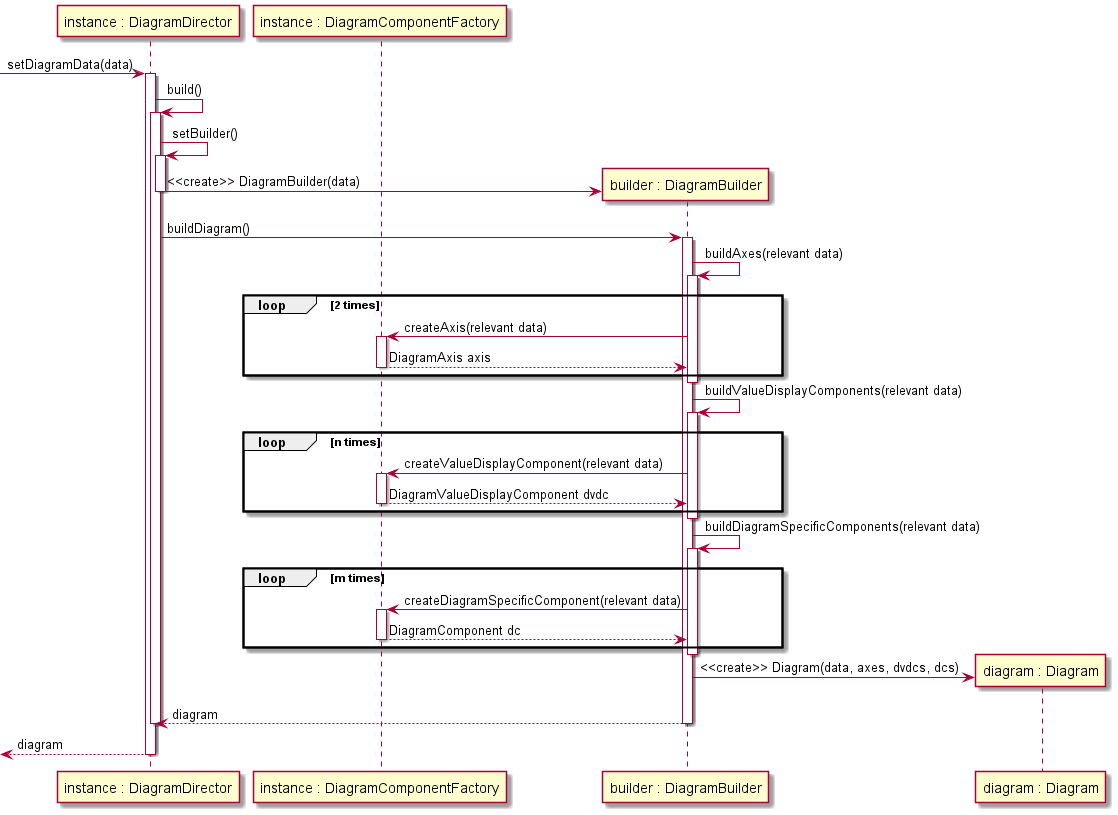 instance : DiagramDirector
instance : DiagramComponentFactory
setDiagramData(data)
build()
setBuilder()
<<create>> DiagramBuilder(data)
builder : DiagramBuilder
buildDiagram()
buildAxes(relevant data)
loop [2 times]
createAxis(relevant data)
DiagramAxis axis
buildValueDisplayComponents(relevant data)
loop [n times]
createValueDisplayComponent(relevant data)
DiagramValueDisplayComponent dvdc
buildDiagramSpecificComponents(relevant data)
loop [m times]
createDiagramSpecificComponent(relevant data)
DiagramComponent dc
<<create>> Diagram(data, axes, dvdcs, dcs)
diagram : Diagram
diagram
diagram
instance : DiagramDirector
instance : DiagramComponentFactory
builder : DiagramBuilder
diagram : Diagram